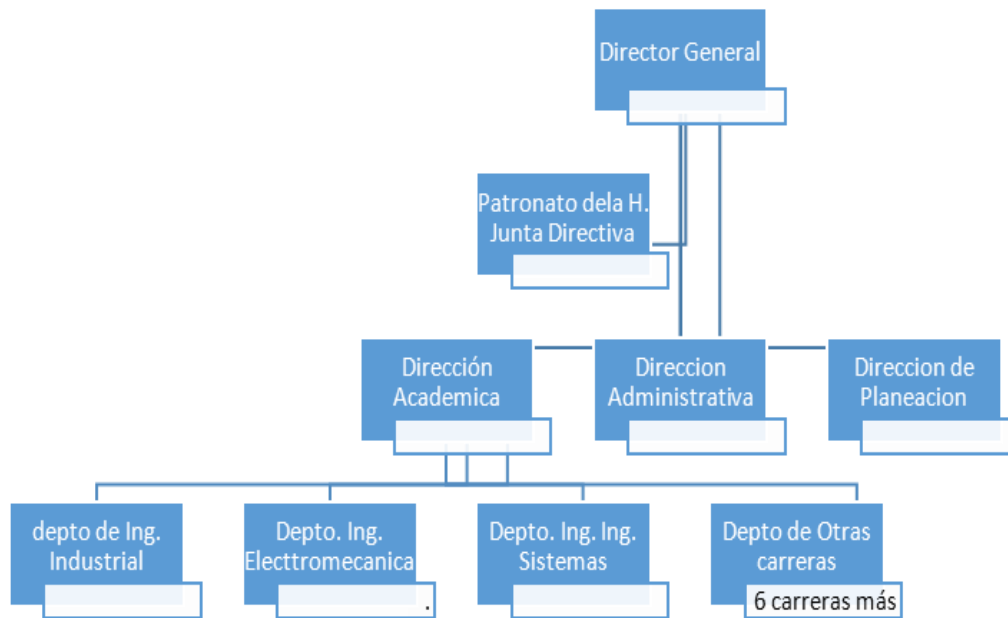 Director General
Patronato dela H.
Junta Directiva
Dirección
Academica
Direccion
Administrativa
Direccion de
Planeacion
depto de Ing.
Industrial
Depto. Ing.
Electtromecanica
.
Depto. Ing. Ing.
Sistemas
Depto de Otras
carreras
6 carreras más